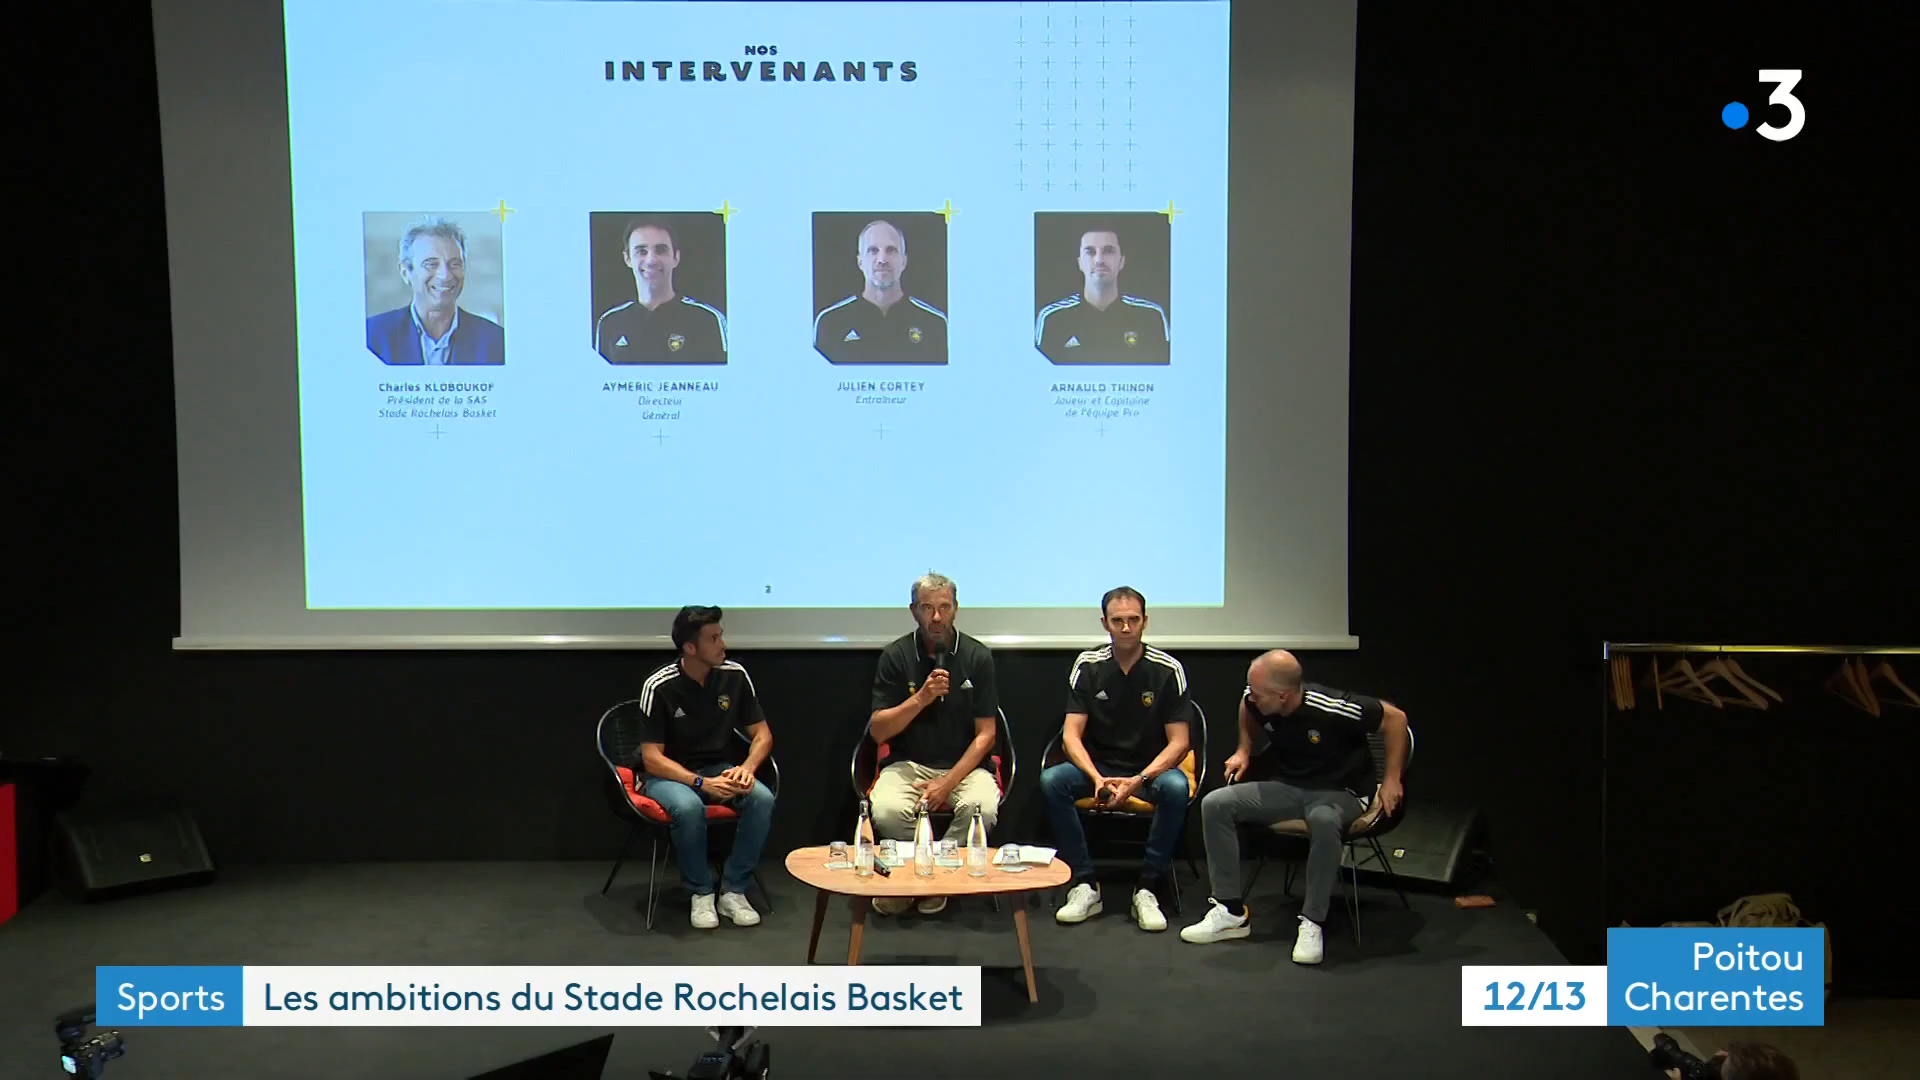 NOS
INTERVENANTS
3
Charles KLOBOUKOF
Président de la SAS
Stade Rochelais Basket
AYMERIC JEANNEAU
Directeur
Général
JULIEN CORTEY
Entraîneur
ARNAULD THINON
Joueur et Capitaine
de l'équipe Pro
2
Sports
Les ambitions du Stade Rochelais Basket
12/13
Poitou
Charentes